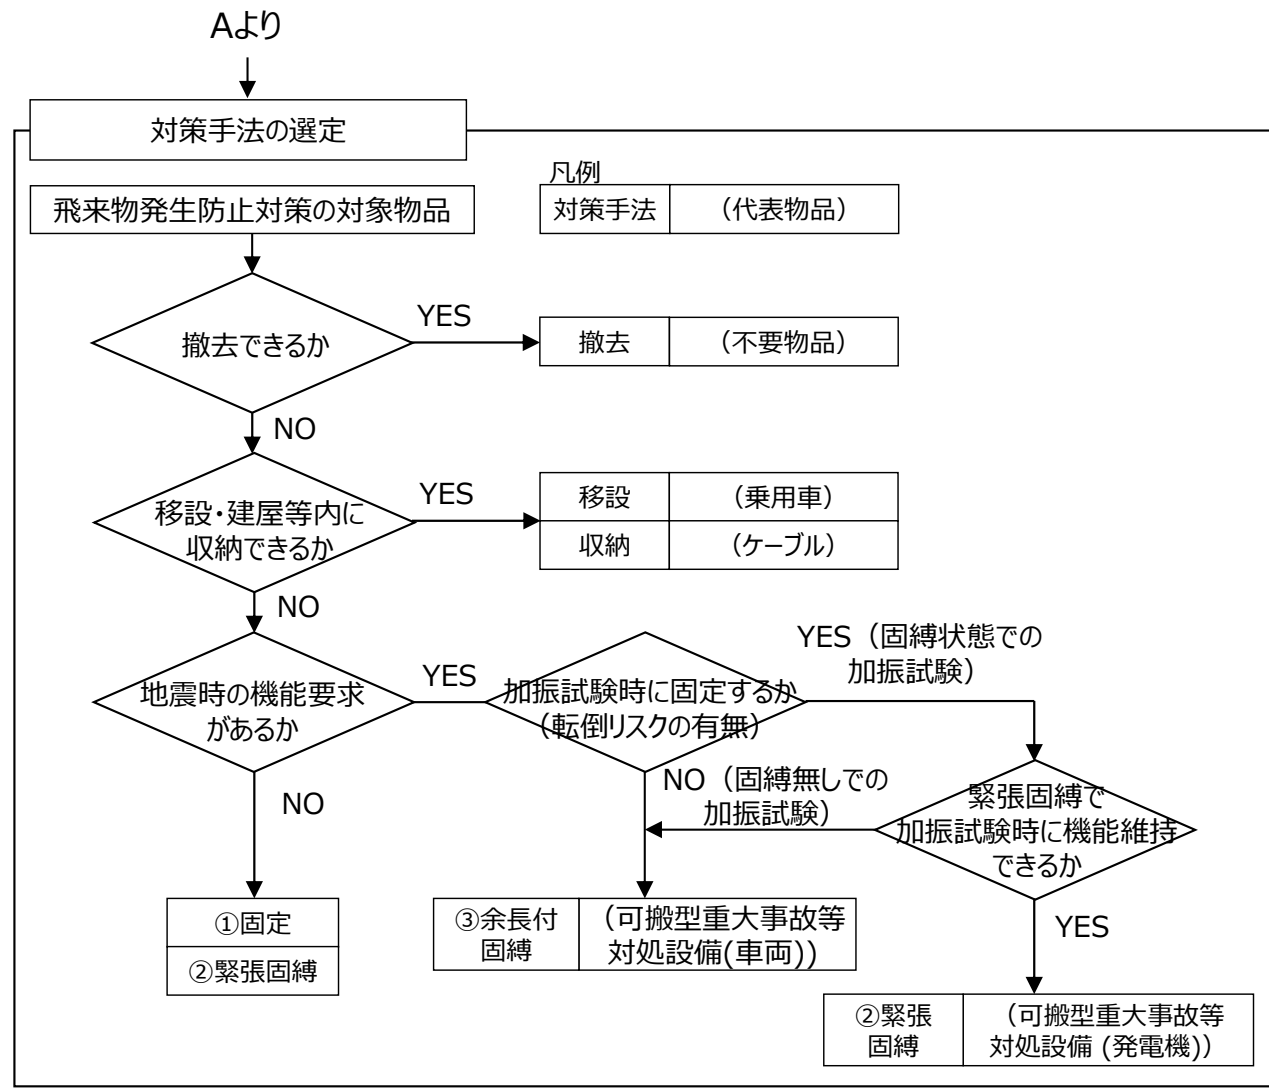 Aより
対策手法の選定
飛来物発生防止対策の対象物品
凡例
対策手法 （代表物品）
撤去できるか
YES
撤去 （不要物品）
NO
移設・建屋等内に
収納できるか
YES
移設 （乗用車）
収納 （ケーブル）
NO
地震時の機能要求
があるか
YES
加振試験時に固定するか
（転倒リスクの有無）
YES（固縛状態での
加振試験）
NO
NO（固縛無しでの
加振試験）
緊張固縛で
加振試験時に機能維持
できるか
①固定
②緊張固縛
③余長付
固縛
（可搬型重大事故等
対処設備(車両)）
YES
②緊張
固縛
（可搬型重大事故等
対処設備 (発電機)）